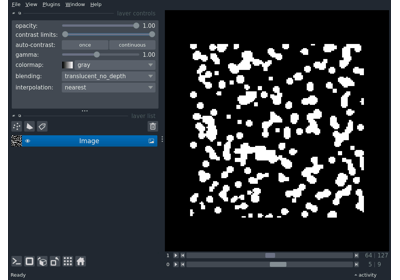 File View Plugins Window Help
layer controls
opacity: 1.00
contrast limits:
auto-contrast: once continuous
gamma: 1.00
colormap: gray
blending: translucent_no_depth
interpolation: nearest
layer list
Image
1 64 127
0 5 9
Ready activity